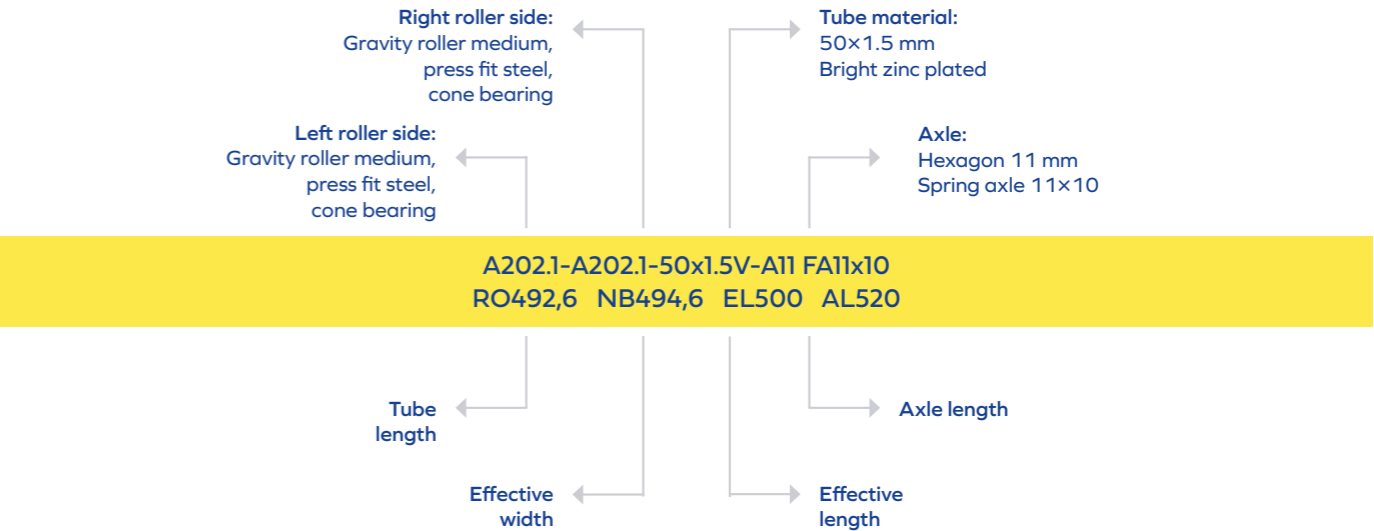 Right roller side:
Gravity roller medium,
press fit steel,
cone bearing
Tube material:
50×1.5 mm
Bright zinc plated
Left roller side:
Gravity roller medium,
press fit steel,
cone bearing
Axle:
Hexagon 11 mm
Spring axle 11×10
A202.1-A202.1-50x1.5V-A11 FA11x10
RO492,6 NB494,6 EL500 AL520
Tube
length
Axle length
Effective
width
Effective
length